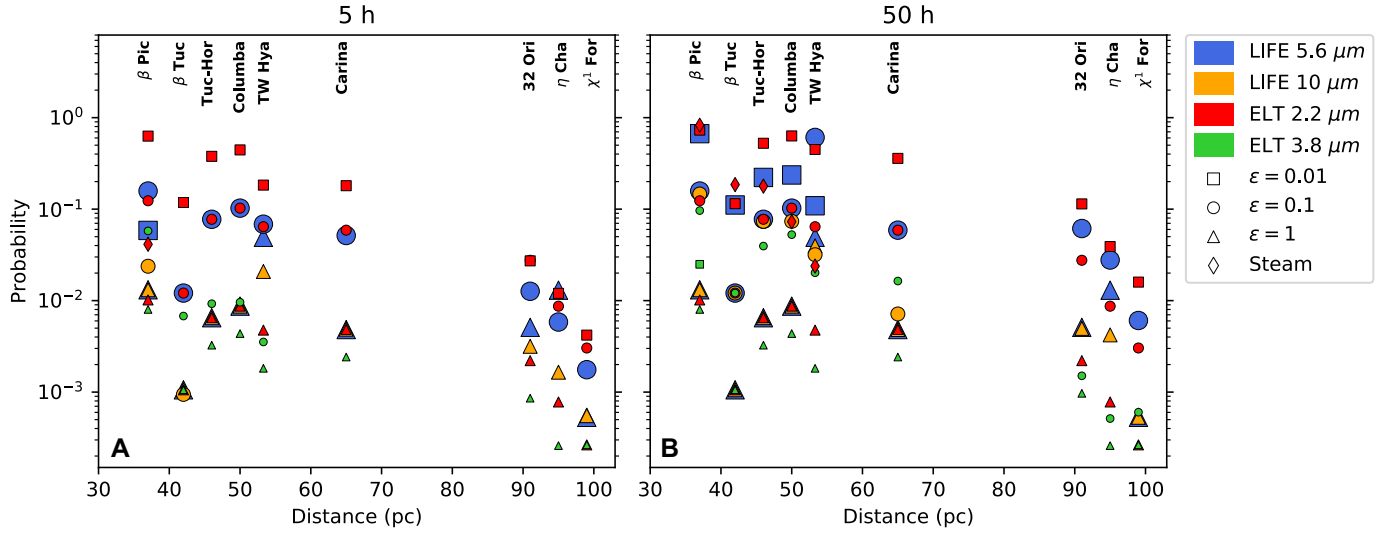 5 h
50 h
β Pic
β Tuc
Tuc-Hor
Columba
TW Hya
Carina
32 Ori
η Cha
χ¹ For
β Pic
β Tuc
Tuc-Hor
Columba
TW Hya
Carina
32 Ori
η Cha
χ¹ For
LIFE 5.6 μm
LIFE 10 μm
ELT 2.2 μm
ELT 3.8 μm
ε = 0.01
ε = 0.1
ε = 1
Steam
Probability
10⁰
10⁻¹
10⁻²
10⁻³
A
B
30 40 50 60 70 80 90 100
30 40 50 60 70 80 90 100
Distance (pc)
Distance (pc)